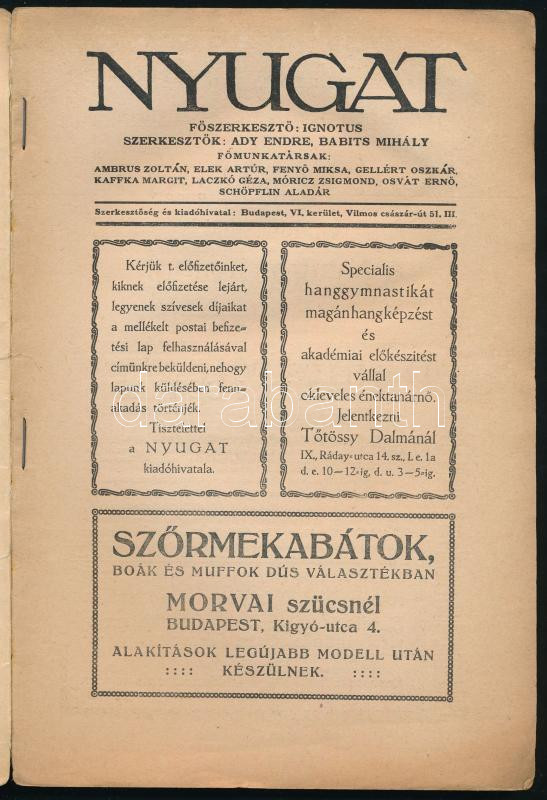 NYUGAT
FŐSZERKESZTŐ: IGNOTUS
SZERKESZTŐK: ADY ENDRE, BABITS MIHÁLY
FŐMUNKATÁRSAK:
AMBRUS ZOLTÁN, ELEK ARTÚR, FENYŐ MIKSA, GELLÉRT OSZKÁR,
KAFFKA MARGIT, LACZKÓ GÉZA, MÓRICZ ZSIGMOND, OSVÁT ERNŐ,
SCHÖPFLIN ALADÁR
Szerkesztőség és kiadóhivatal: Budapest, VI. kerület, Vilmos császár-út 51. III.
Kérjük t. előfizetőinket,
kiknek előfizetése lejárt,
legyenek szívesek díjaikat
a mellékelt postai befize-
tési lap felhasználásával
címünkre beküldeni, nehogy
lapunk küldésében fenn-
akadás történjék.
Tisztelettel
a NYUGAT
kiadóhivatala.
Specialis
hanggymnastikát
magánhangképzést
és
akadémiai előkészitést
vállal
okleveles énektanárnő.
Jelentkezni
Tőtössy Dalmánál
IX., Ráday-utca 14. sz., I. e. 1a
d. e. 10—12-ig, d. u. 3—5-ig.
darabanth
SZŐRMEKABÁTOK,
BOÁK ÉS MUFFOK DÚS VÁLASZTÉKBAN
MORVAI szücsnél
BUDAPEST, Kigyó-utca 4.
ALAKÍTÁSOK LEGÚJABB MODELL UTÁN
:::: KÉSZÜLNEK. ::::